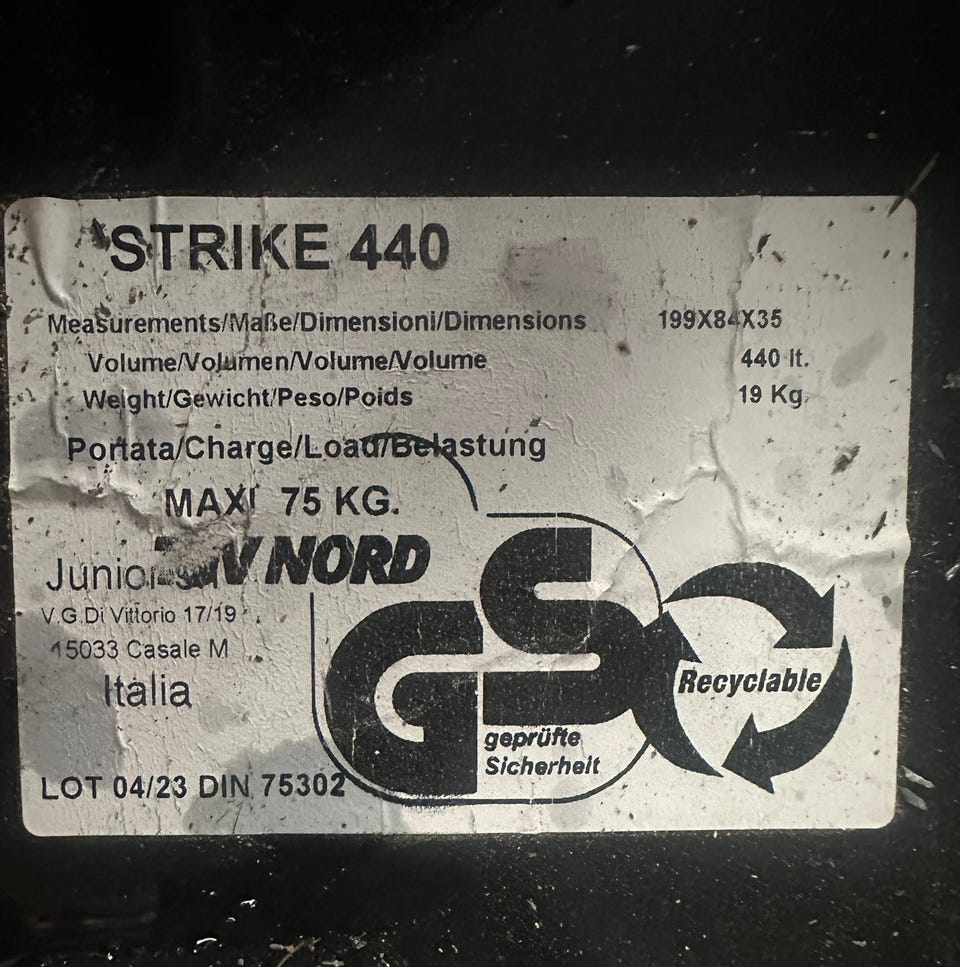 STRIKE 440
Measurements/Maße/Dimensioni/Dimensions 199X84X35
Volume/Volumen/Volume/Volume 440 lt.
Weight/Gewicht/Peso/Poids 19 Kg.
Portata/Charge/Load/Belastung
MAXI 75 KG.
NORD
Junior
V.G.Di Vittorio 17/19
15033 Casale M
Italia
GS
geprüfte
Sicherheit
Recyclable
LOT 04/23 DIN 75302